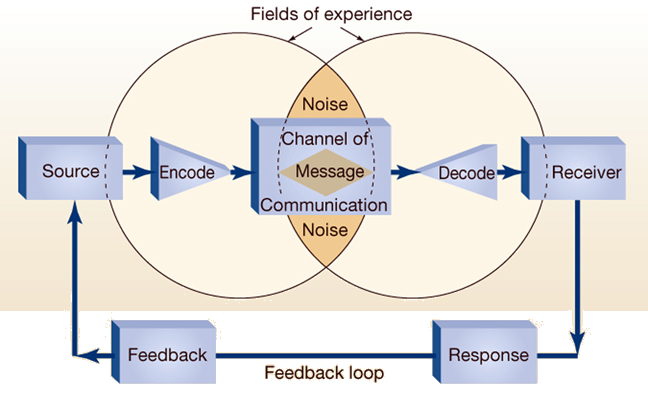 Fields of experience
Noise
Channel of
Source
Encode
Message
Decode
Receiver
Communication
Noise
Feedback
Response
Feedback loop